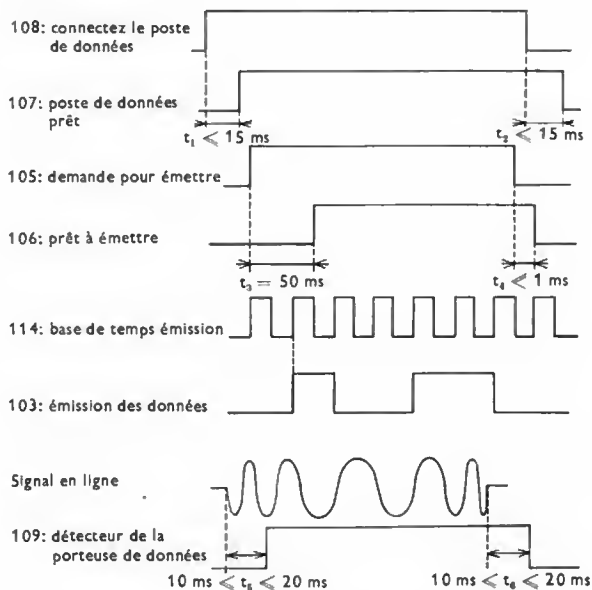 108: connectez le poste
de données
107: poste de données
prêt
t₁ < 15 ms
t₂ < 15 ms
105: demande pour émettre
106: prêt à émettre
t₃ = 50 ms
t₄ < 1 ms
114: base de temps émission
103: émission des données
Signal en ligne
109: détecteur de la
porteuse de données
10 ms < t₅ < 20 ms
10 ms < t₆ < 20 ms